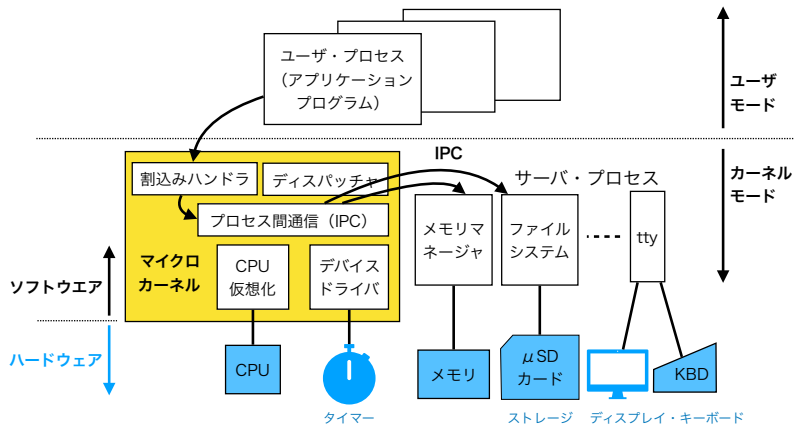 ユーザ・プロセス
（アプリケーション
プログラム）
ユーザ
モード
IPC
カーネル
モード
割込みハンドラ
ディスパッチャ
サーバ・プロセス
プロセス間通信（IPC）
メモリマ
ネージャ
ファイル
システム
tty
マイクロ
カーネル
CPU
仮想化
デバイス
ドライバ
ソフトウエア
ハードウェア
CPU
メモリ
μSD
カード
KBD
タイマー
ストレージ
ディスプレイ・キーボード